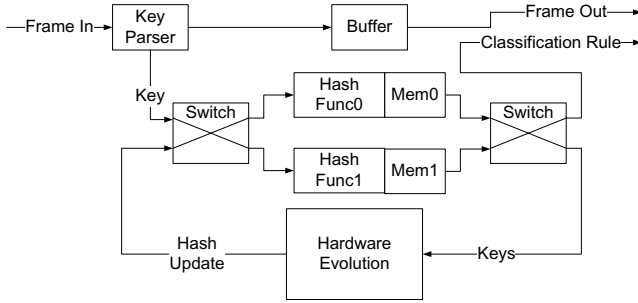 Frame In
Key
Parser
Buffer
Frame Out
Classification Rule
Key
Switch
Hash
Func0
Mem0
Switch
Hash
Func1
Mem1
Hash
Update
Hardware
Evolution
Keys